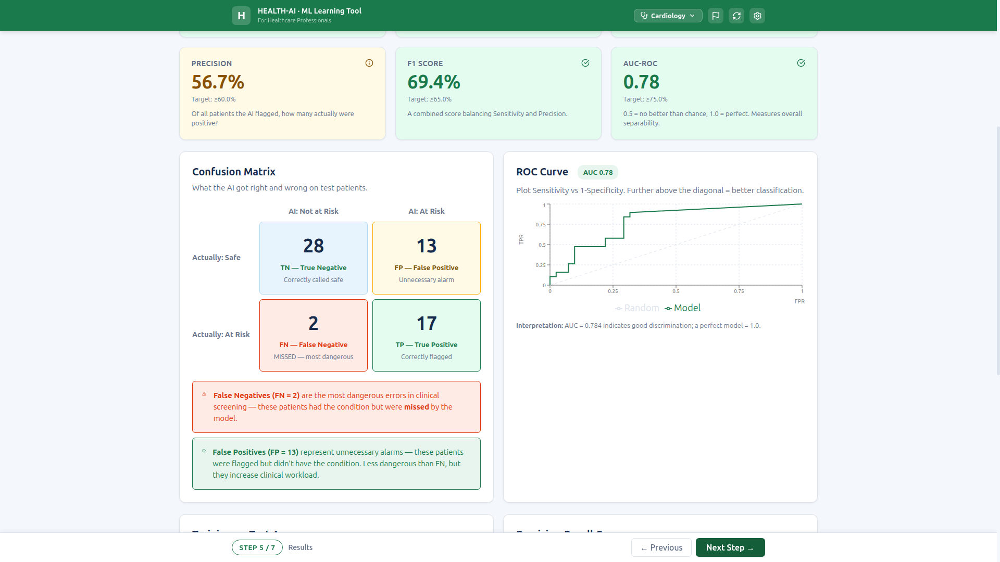 H
HEALTH-AI · ML Learning Tool
For Healthcare Professionals
Cardiology
PRECISION
56.7%
Target: ≥60.0%
Of all patients the AI flagged, how many actually were
positive?
F1 SCORE
69.4%
Target: ≥65.0%
A combined score balancing Sensitivity and Precision.
AUC-ROC
0.78
Target: ≥75.0%
0.5 = no better than chance, 1.0 = perfect. Measures overall
separability.
Confusion Matrix
What the AI got right and wrong on test patients.
AI: Not at Risk
AI: At Risk
Actually: Safe
28
TN — True Negative
Correctly called safe
13
FP — False Positive
Unnecessary alarm
Actually: At Risk
2
FN — False Negative
MISSED — most dangerous
17
TP — True Positive
Correctly flagged
False Negatives (FN = 2) are the most dangerous errors in clinical
screening — these patients had the condition but were missed by the
model.
False Positives (FP = 13) represent unnecessary alarms — these patients
were flagged but didn't have the condition. Less dangerous than FN, but
they increase clinical workload.
ROC Curve
AUC 0.78
Plot Sensitivity vs 1-Specificity. Further above the diagonal = better classification.
1
0.75
0.5
0.25
0
TPR
0
0.25
0.5
0.75
1
FPR
Random
Model
Interpretation: AUC = 0.784 indicates good discrimination; a perfect model = 1.0.
STEP 5 / 7
Results
← Previous
Next Step →